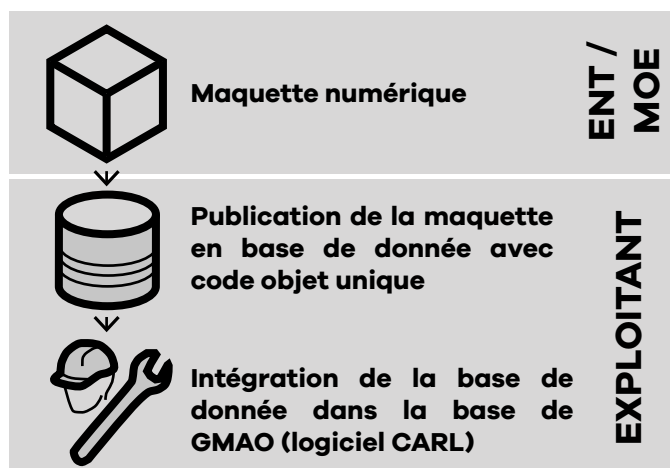 Maquette numérique
ENT /
MOE
Publication de la maquette
en base de donnée avec
code objet unique
Intégration de la base de
donnée dans la base de
GMAO (logiciel CARL)
EXPLOITANT